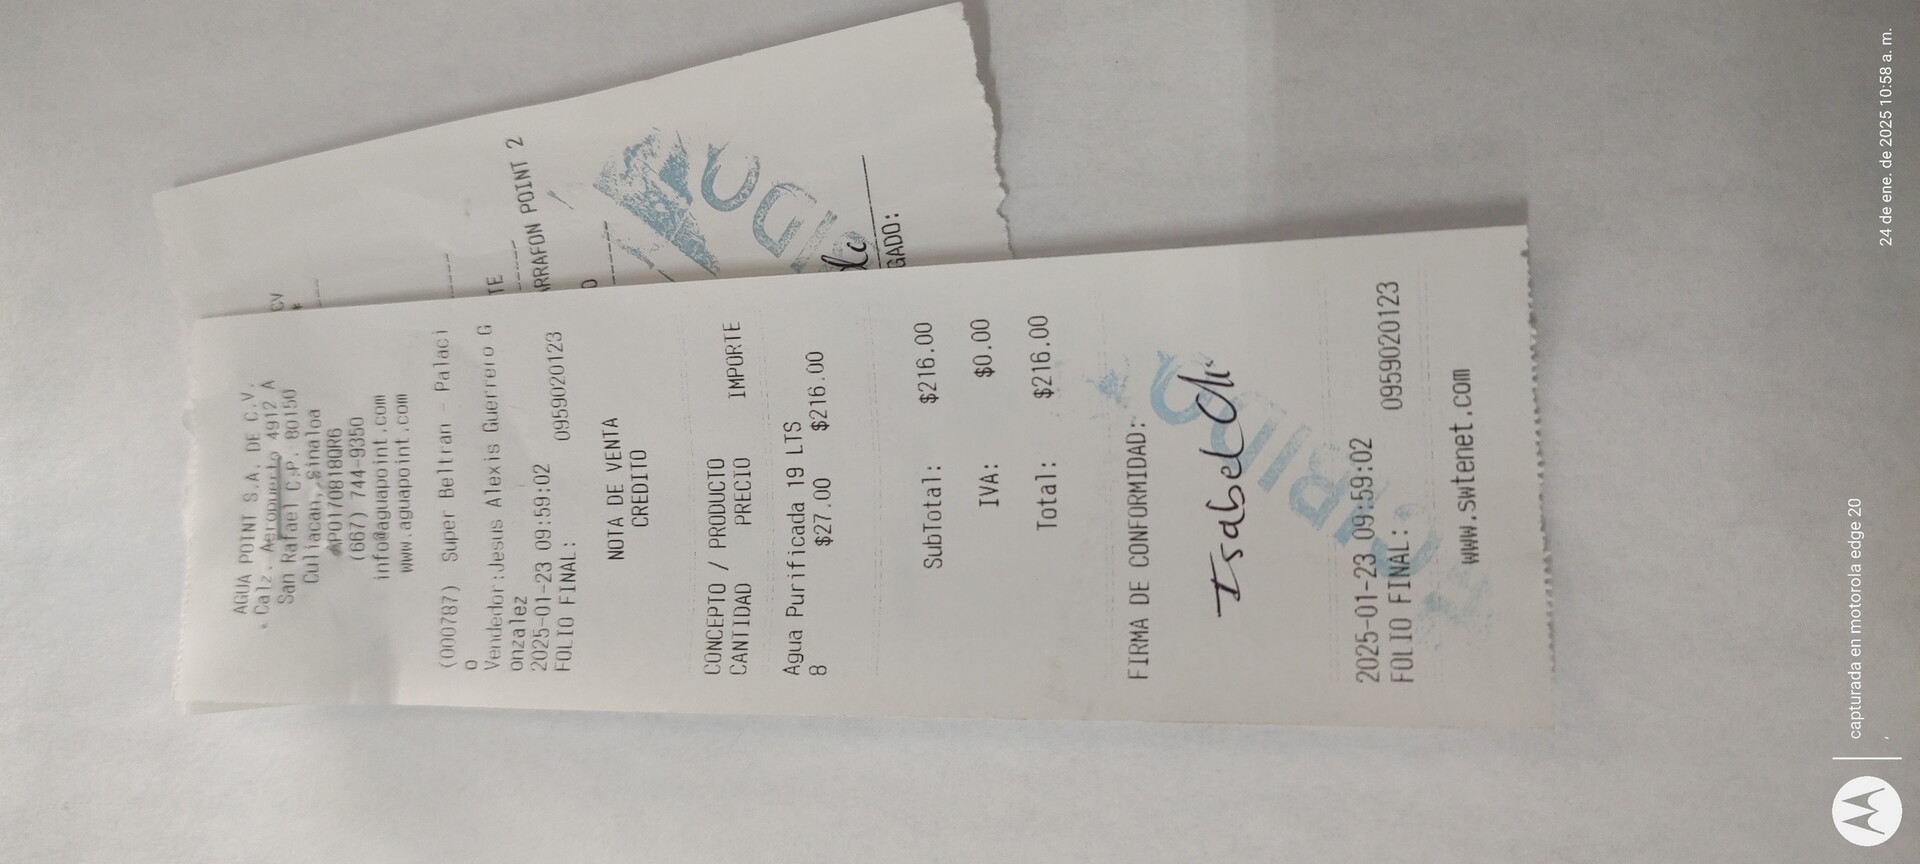 AGUA POINT S.A. DE C.V.
Calz. Aeropuerto 4912 A
San Rafael C.P. 80150
Culiacan, Sinaloa
APO170818QR6
(667) 744-9350
info@aguapoint.com
www.aguapoint.com
(000787) Super Beltran - Palaci
o
Vendedor:Jesus Alexis Guerrero G
onzalez
2025-01-23 09:59:02
FOLIO FINAL: 0959020123
NOTA DE VENTA
CREDITO
CONCEPTO / PRODUCTO
CANTIDAD PRECIO IMPORTE
Agua Purificada 19 LTS
8 $27.00 $216.00
SubTotal: $216.00
IVA: $0.00
Total: $216.00
FIRMA DE CONFORMIDAD:
Isabel
2025-01-23 09:59:02
FOLIO FINAL: 0959020123
www.swtenet.com
CV
TE
ARRAFON POINT 2
O
GADO:
capturada en motorola edge 20
24 de ene. de 2025 10:58 a. m.